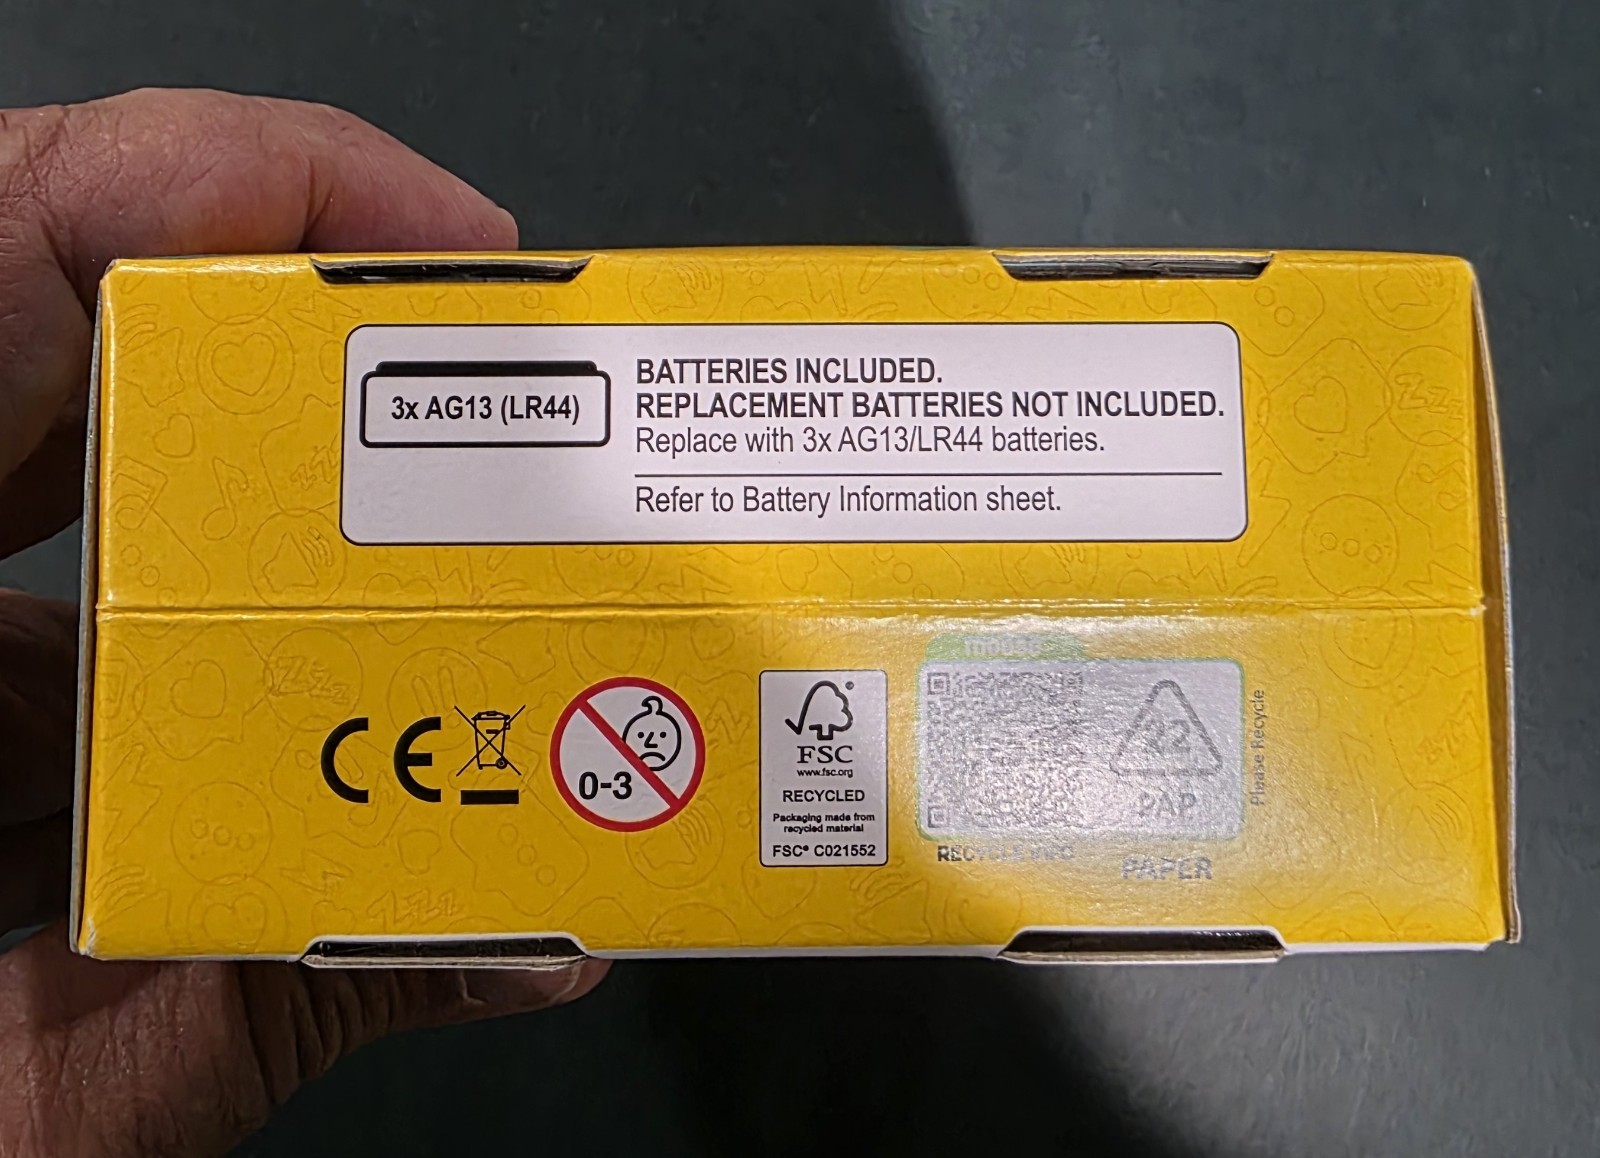 3x AG13 (LR44)
BATTERIES INCLUDED.
REPLACEMENT BATTERIES NOT INCLUDED.
Replace with 3x AG13/LR44 batteries.
Refer to Battery Information sheet.
CE
0-3
FSC®
www.fsc.org
RECYCLED
Packaging made from
recycled material
FSC® C021552
22
PAP
RECYCLE INFO
PAPER
Please Recycle